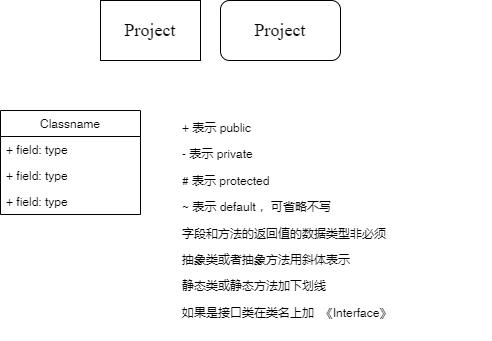 Project
Project
Classname
+ field: type
+ field: type
+ field: type
+ 表示 public
- 表示 private
# 表示 protected
~ 表示 default ，可省略不写
字段和方法的返回值的数据类型非必须
抽象类或者抽象方法用斜体表示
静态类或静态方法加下划线
如果是接口类在类名上加 《Interface》